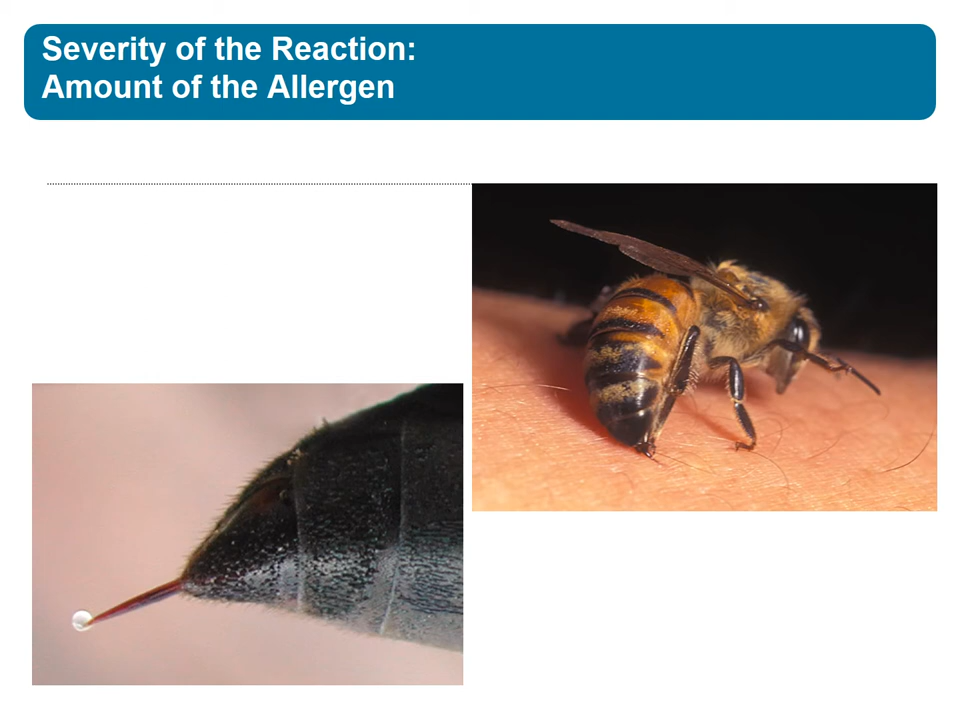 Severity of the Reaction:
Amount of the Allergen